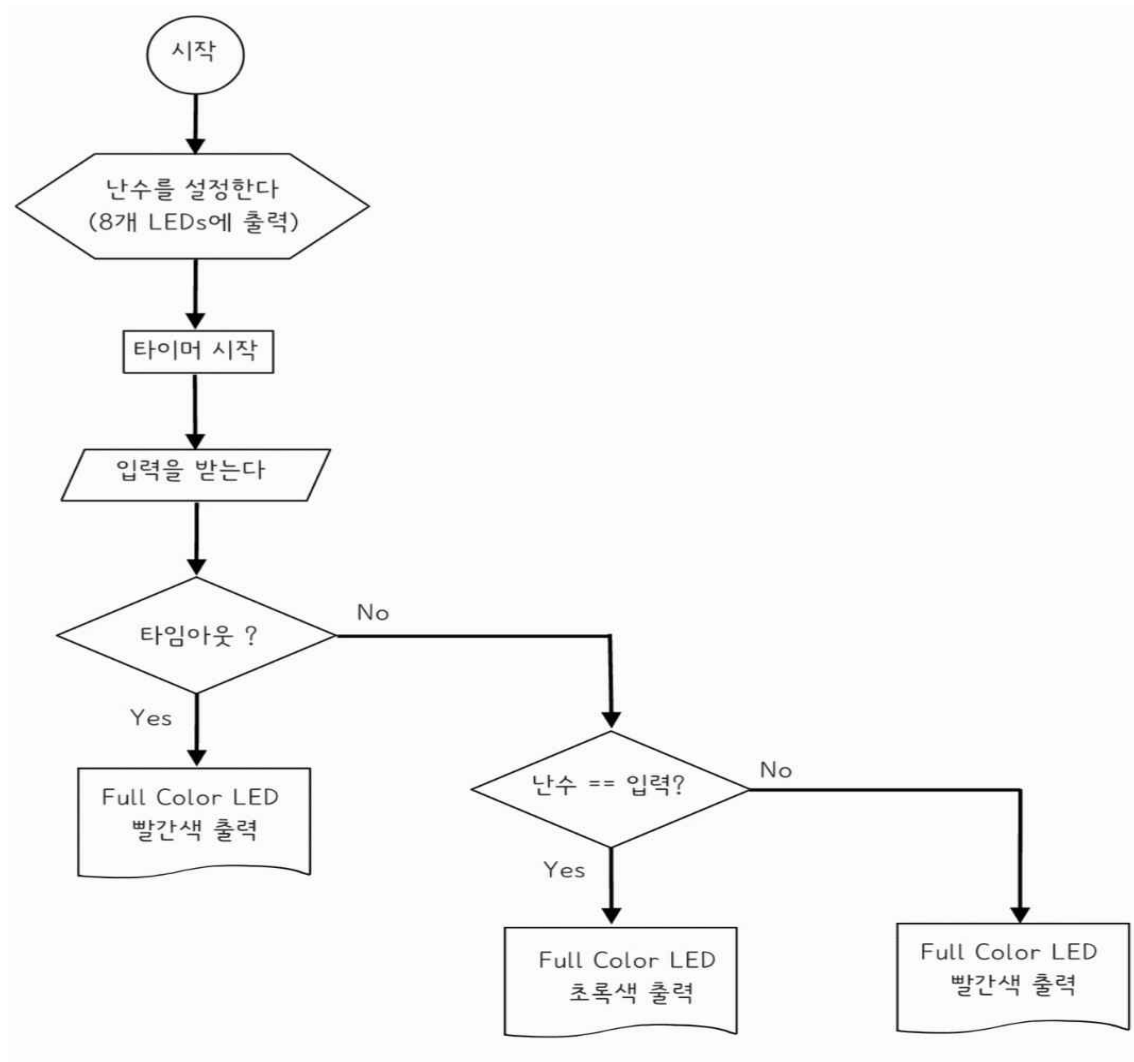 시작
난수를 설정한다
(8개 LEDs에 출력)
타이머 시작
입력을 받는다
타임아웃 ?
No
Yes
Full Color LED
빨간색 출력
난수 == 입력?
No
Yes
Full Color LED
초록색 출력
Full Color LED
빨간색 출력